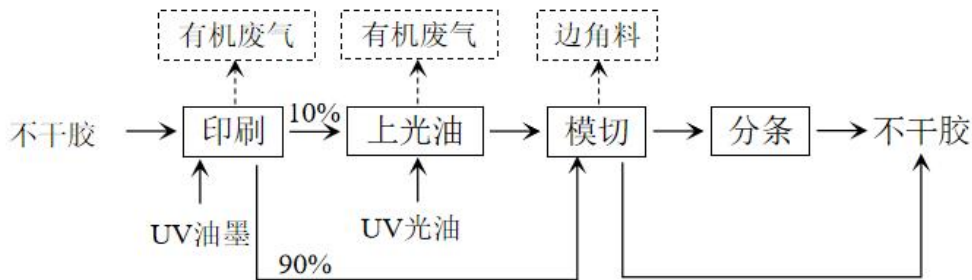 有机废气
有机废气
边角料
不干胶
印刷
10%
上光油
模切
分条
不干胶
UV油墨
UV光油
90%